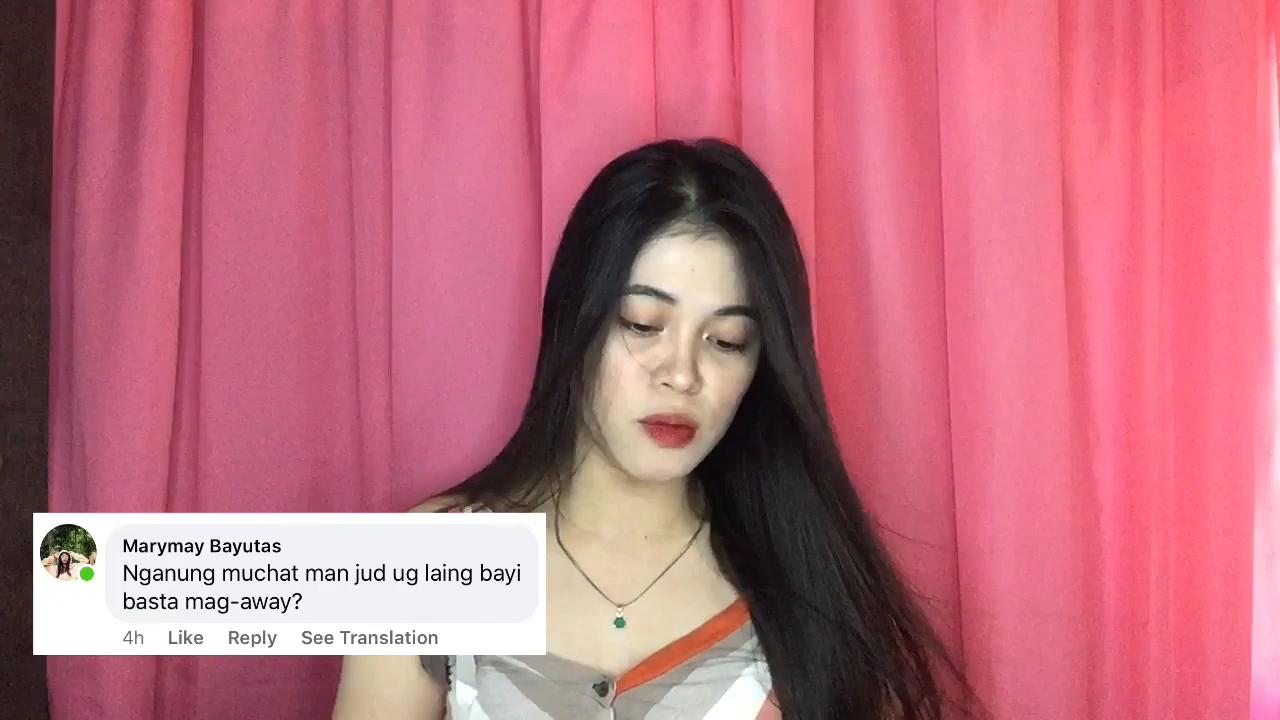 Marymay Bayutas
Nganung muchat man jud ug laing bayi
basta mag-away?
4h Like Reply See Translation